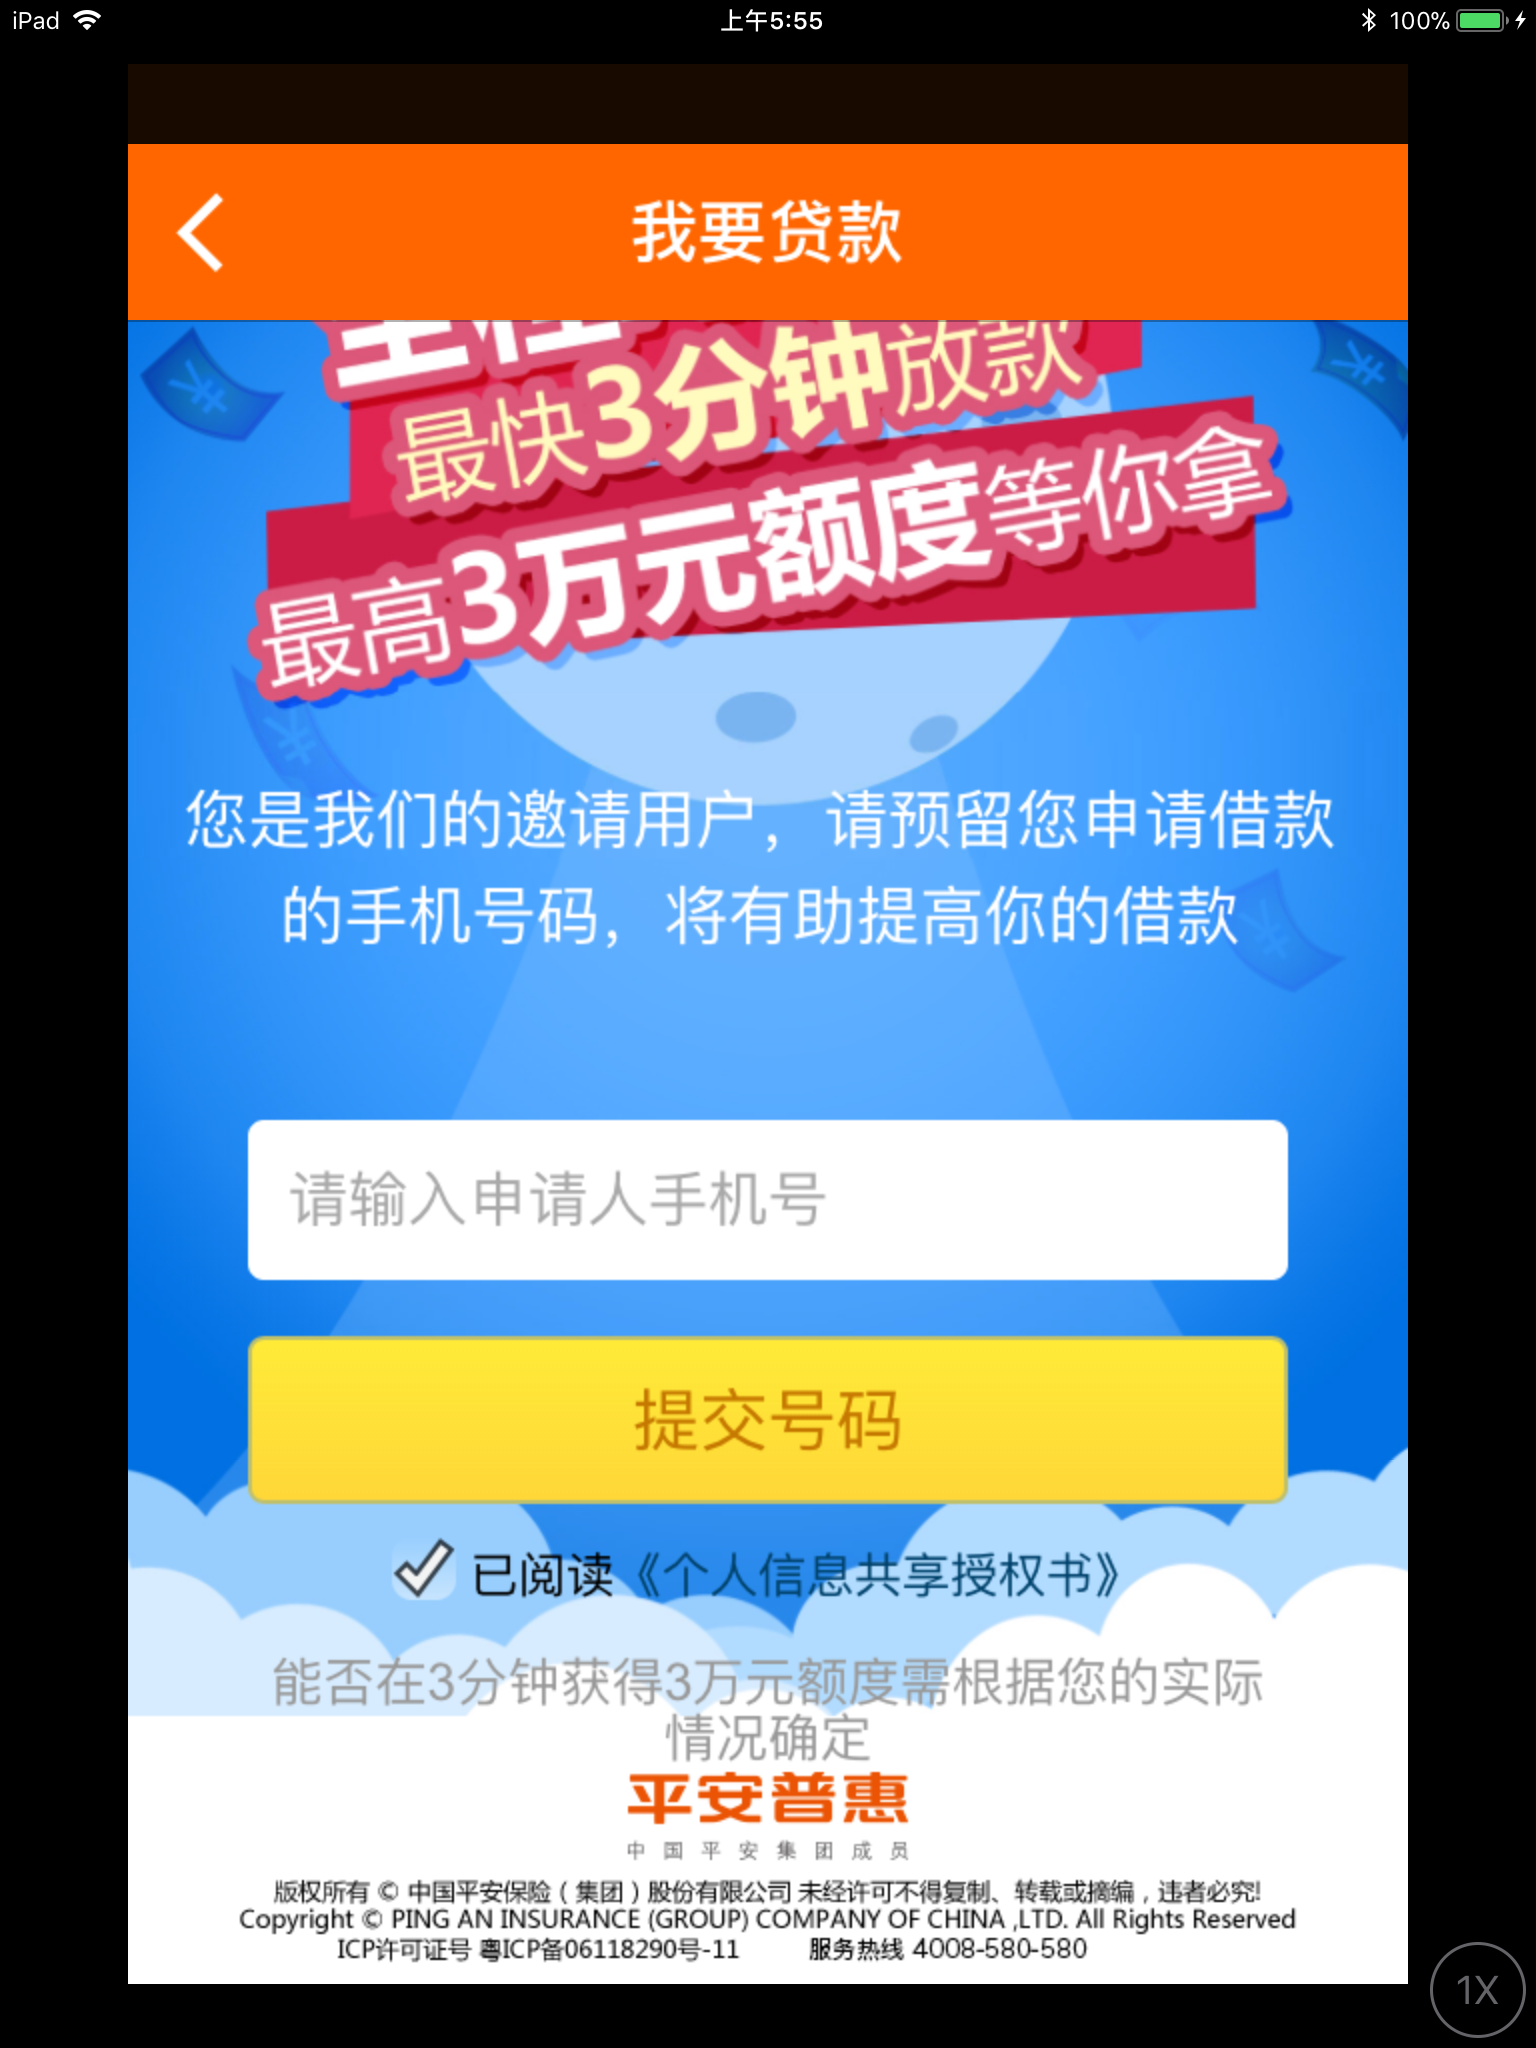 iPad
上午5:55
100%
我要贷款
最快3分钟放款
最高3万元额度等你拿
您是我们的邀请用户，请预留您申请借款
的手机号码，将有助提高你的借款
请输入申请人手机号
提交号码
已阅读《个人信息共享授权书》
能否在3分钟获得3万元额度需根据您的实际
情况确定
平安普惠
中国平安集团成员
版权所有 © 中国平安保险（集团）股份有限公司 未经许可不得复制、转载或摘编，违者必究!
Copyright © PING AN INSURANCE (GROUP) COMPANY OF CHINA ,LTD. All Rights Reserved
ICP许可证号 粤ICP备06118290号-11 服务热线 4008-580-580
1X